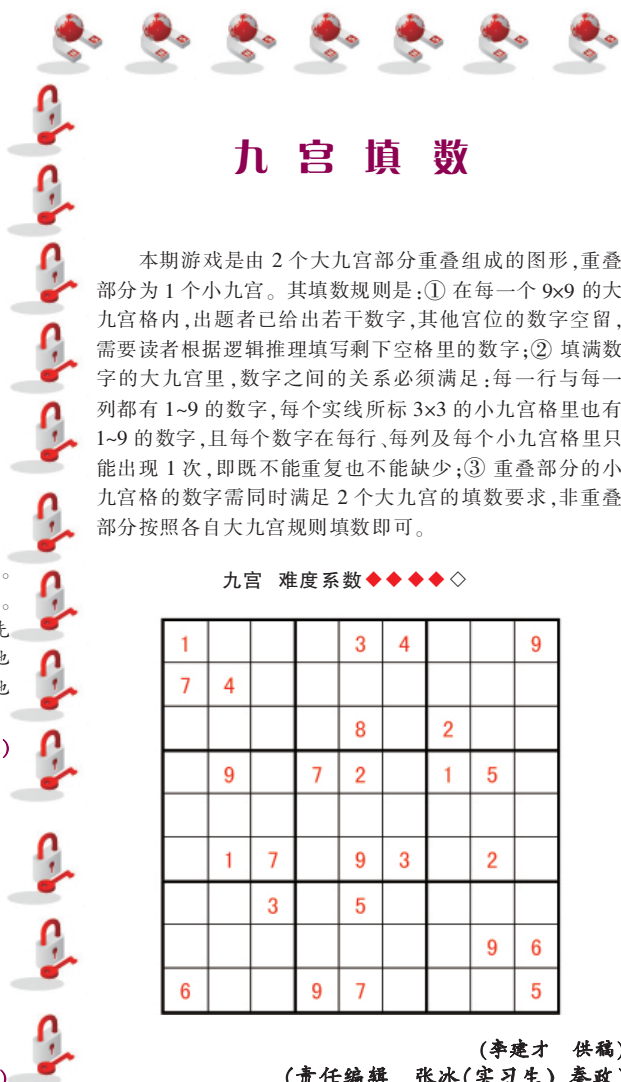 九宫填数
本期游戏是由 2 个大九宫部分重叠组成的图形,重叠
部分为 1 个小九宫。其填数规则是:① 在每一个 9×9 的大
九宫格内,出题者已给出若干数字,其他宫位的数字空留,
需要读者根据逻辑推理填写剩下空格里的数字;② 填满数
字的大九宫里,数字之间的关系必须满足:每一行与每一
列都有 1~9 的数字,每个实线所标 3×3 的小九宫格里也有
1~9 的数字,且每个数字在每行、每列及每个小九宫格里只
能出现 1 次,即既不能重复也不能缺少;③ 重叠部分的小
九宫格的数字需同时满足 2 个大九宫的填数要求,非重叠
部分按照各自大九宫规则填数即可。
九宫 难度系数◆◆◆◆◇
1 3 4 9
7 4
8 2
9 7 2 1 5
1 7 9 3 2
3 5
9 6
6 9 7 5
(李建才 供稿)
(责任编辑 张冰(实习生) 秦政)